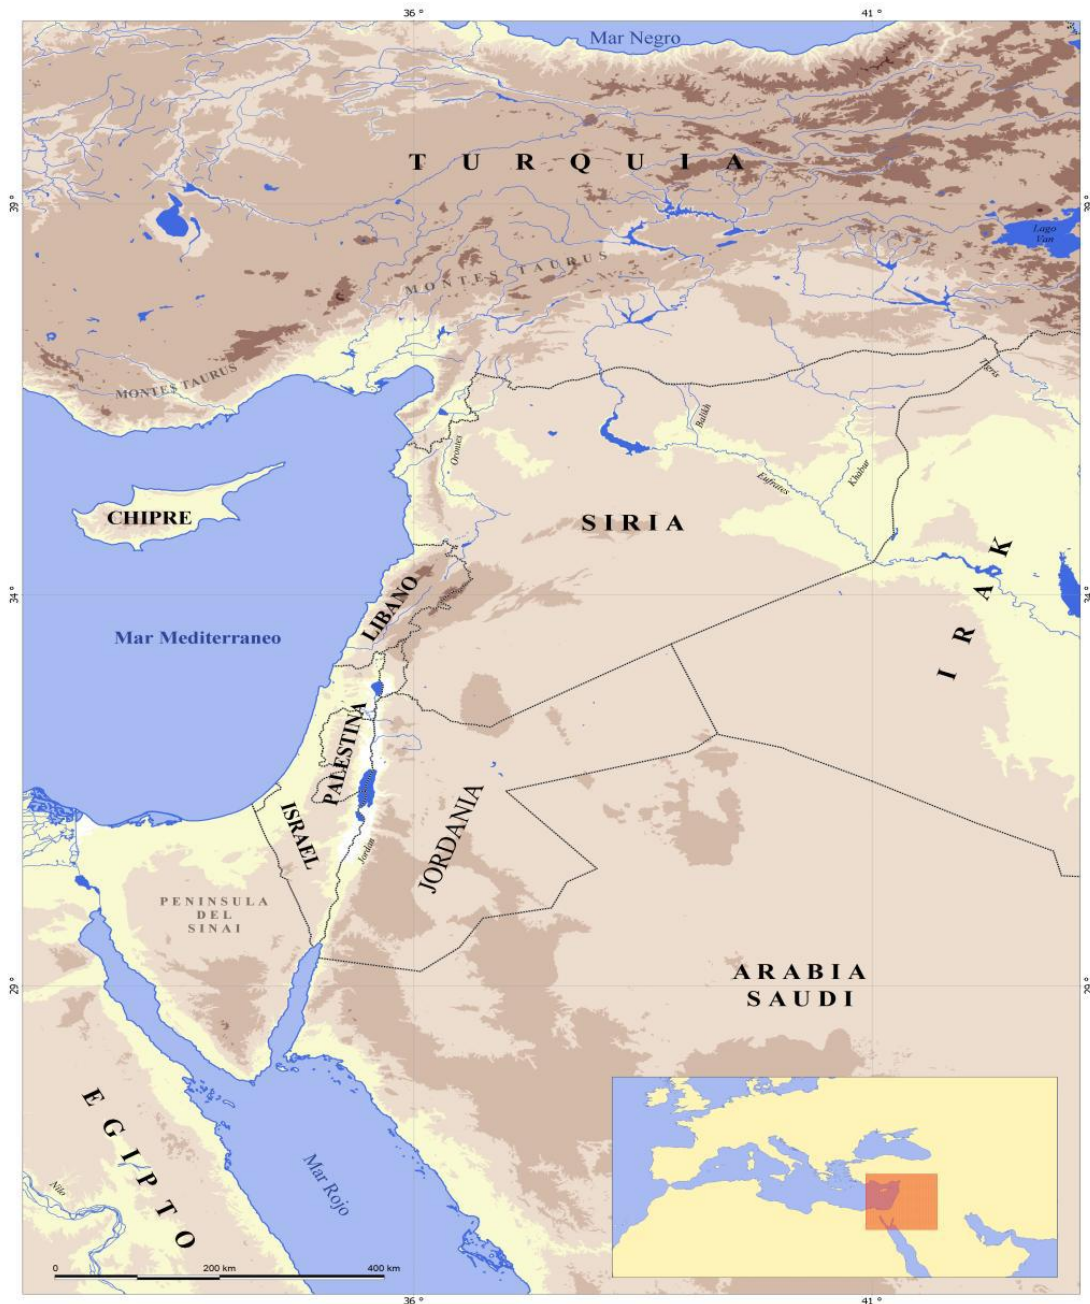 36 °
41 °
Mar Negro
TURQUIA
39°
39°
Lago
Van
MONTES TAURUS
MONTES TAURUS
Tigris
Balikh
Orontes
Khabur
Eufrates
CHIPRE
SIRIA
IRAK
34°
34°
LIBANO
Mar Mediterraneo
PALESTINA
ISRAEL
JORDANIA
Jordan
PENINSULA
DEL
SINAI
ARABIA
SAUDI
29°
29°
EGIPTO
Mar Rojo
Nilo
0 200 km 400 km
36 °
41 °